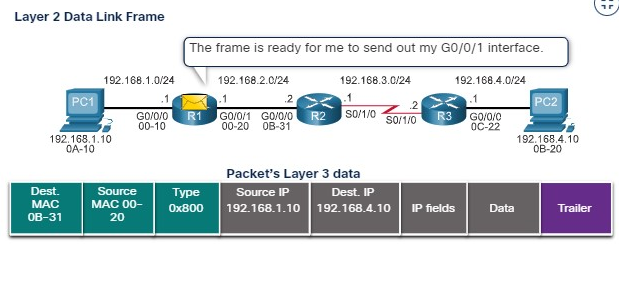 Layer 2 Data Link Frame
The frame is ready for me to send out my G0/0/1 interface.
192.168.1.0/24 192.168.2.0/24 192.168.3.0/24 192.168.4.0/24
PC1 .1 R1 .1 .2 R2 .1 .2 R3 .1 PC2
G0/0/0 G0/0/1 G0/0/0 S0/1/0 S0/1/0 G0/0/0
00-10 00-20 0B-31 0C-22
192.168.1.10 192.168.4.10
0A-10 0B-20
Packet's Layer 3 data
Dest. Source Type Source IP Dest. IP
MAC MAC 00- 0x800 192.168.1.10 192.168.4.10 IP fields Data Trailer
0B-31 20